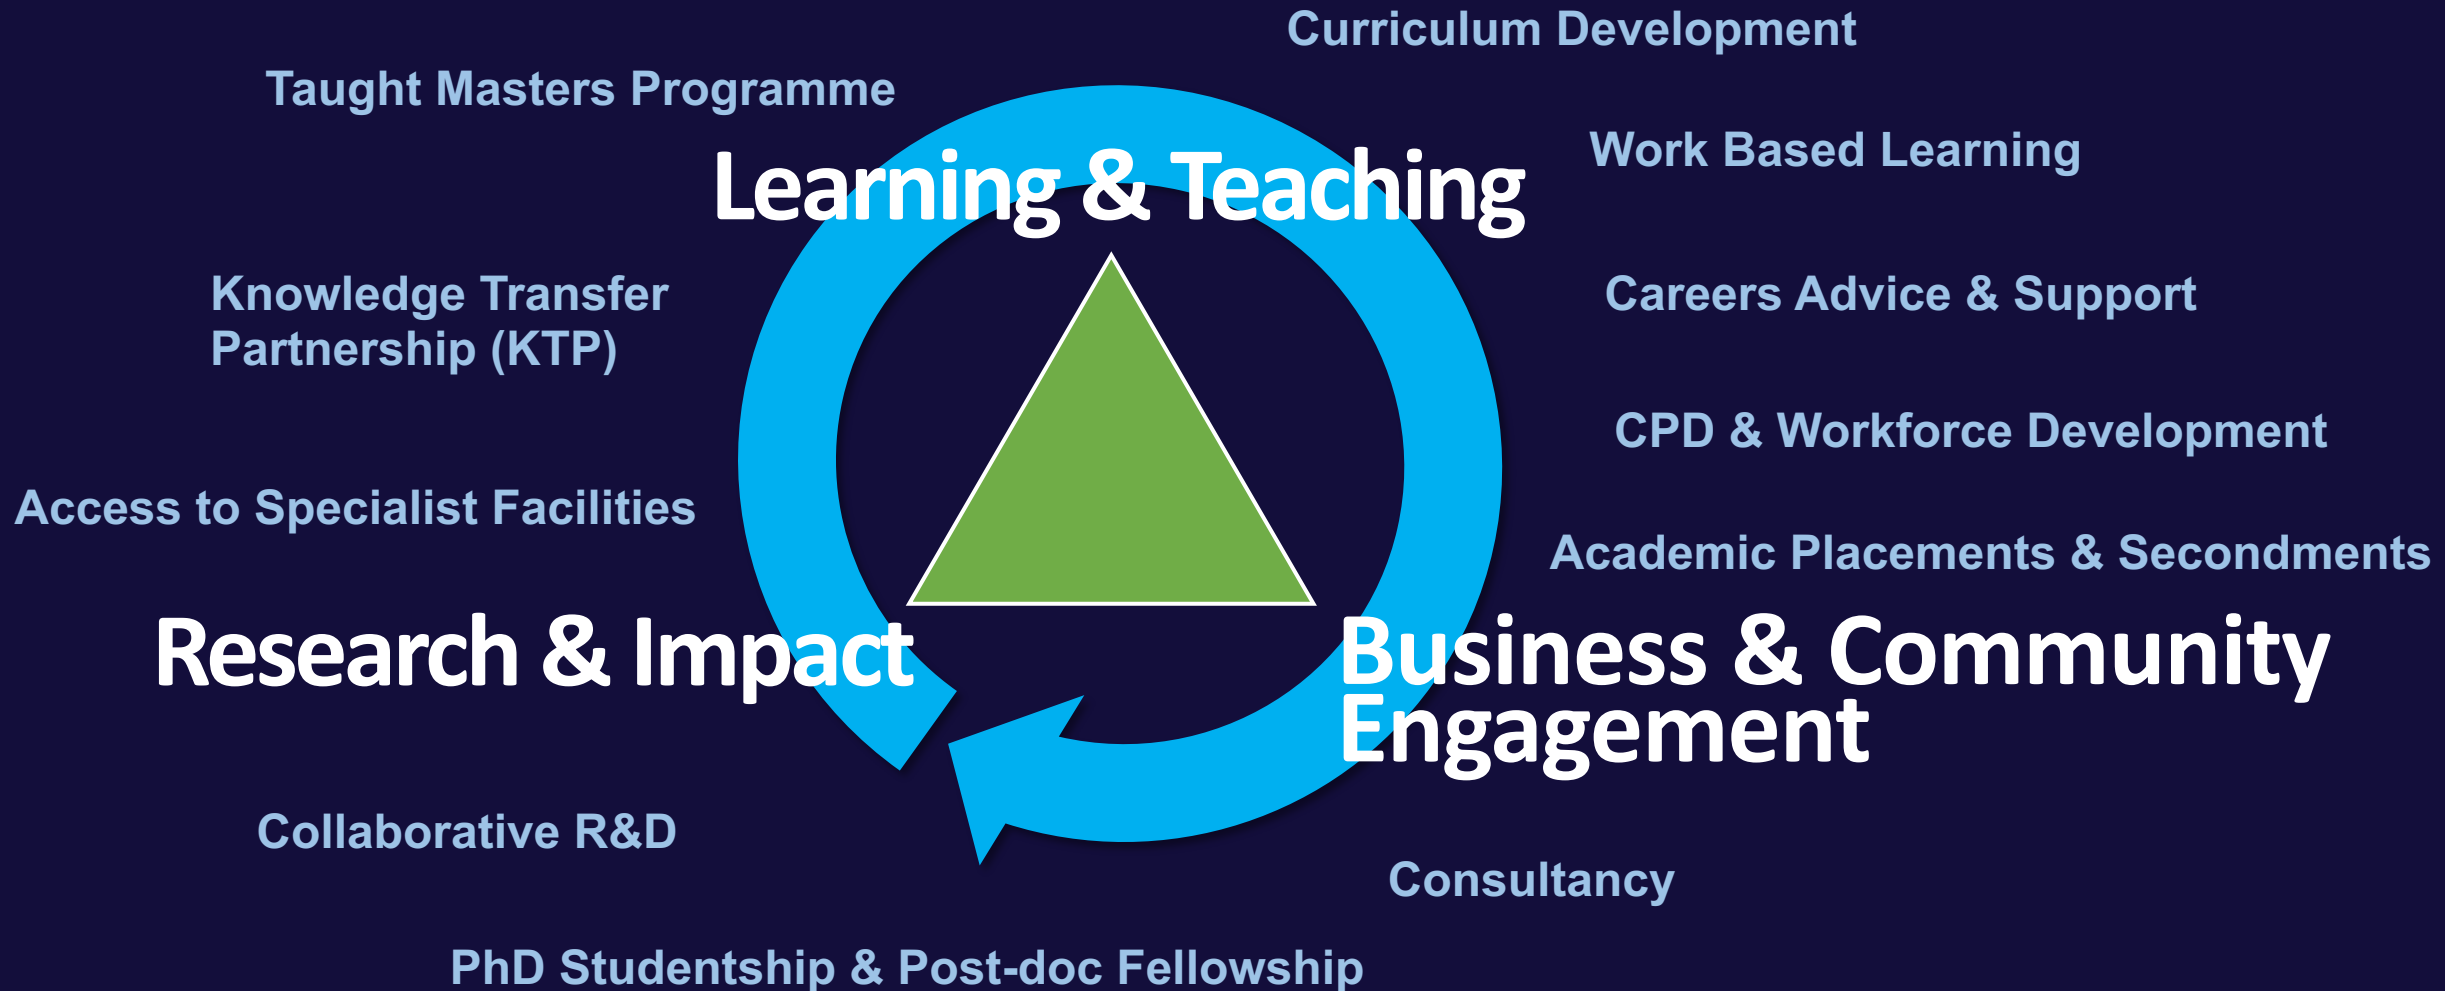 Curriculum Development
Taught Masters Programme
Work Based Learning
Learning & Teaching
Knowledge Transfer
Partnership (KTP)
Careers Advice & Support
CPD & Workforce Development
Access to Specialist Facilities
Academic Placements & Secondments
Research & Impact
Business & Community
Engagement
Collaborative R&D
Consultancy
PhD Studentship & Post-doc Fellowship